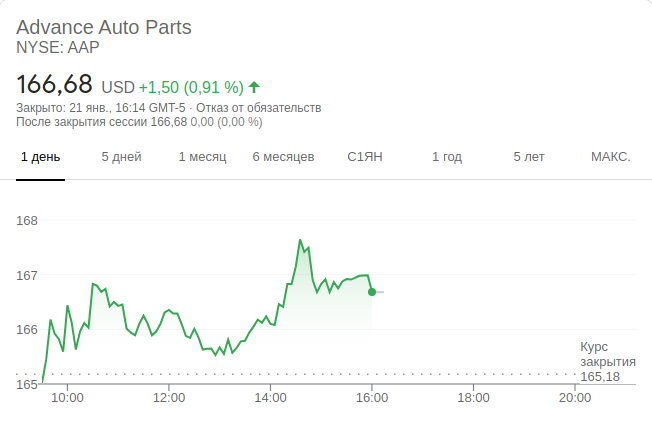 Advance Auto Parts
NYSE: AAP
166,68 USD +1,50 (0,91 %)
Закрыто: 21 янв., 16:14 GMT-5 · Отказ от обязательств
После закрытия сессии 166,68 0,00 (0,00 %)
1 день 5 дней 1 месяц 6 месяцев С1ЯН 1 год 5 лет МАКС.
168
167
166
Курс
закрытия
165,18
165
10:00 12:00 14:00 16:00 18:00 20:00